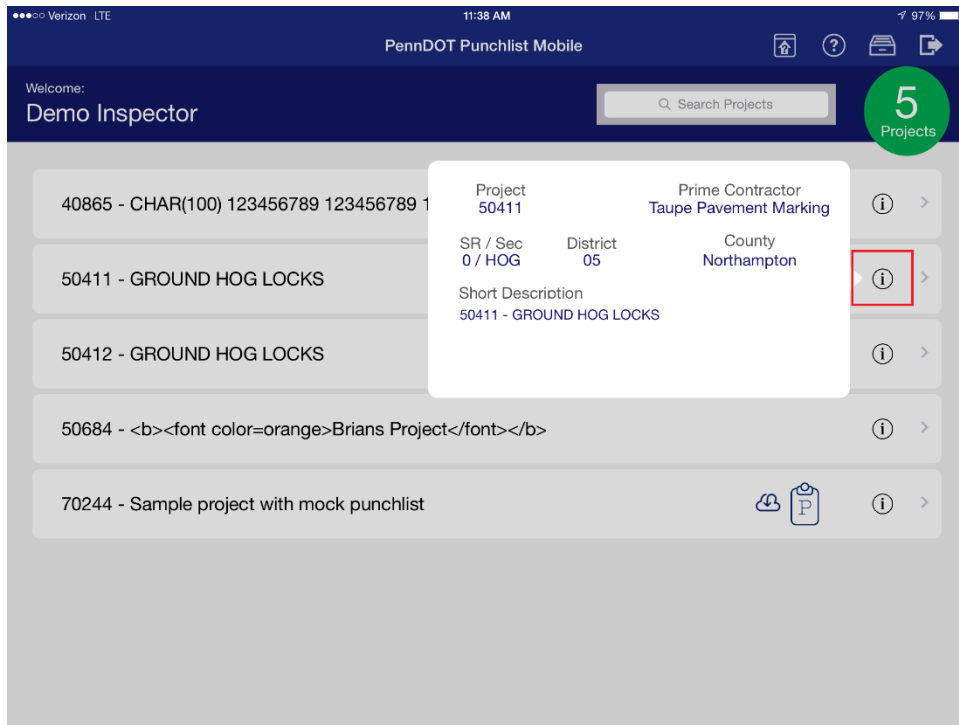 Verizon LTE 11:38 AM 97%
PennDOT Punchlist Mobile
Welcome:
Demo Inspector
Search Projects
5
Projects
40865 - CHAR(100) 123456789 123456789 1
50411 - GROUND HOG LOCKS
50412 - GROUND HOG LOCKS
50684 - <b><font color=orange>Brians Project</font></b>
70244 - Sample project with mock punchlist
P
Project Prime Contractor
50411 Taupe Pavement Marking
SR / Sec District County
0 / HOG 05 Northampton
Short Description
50411 - GROUND HOG LOCKS